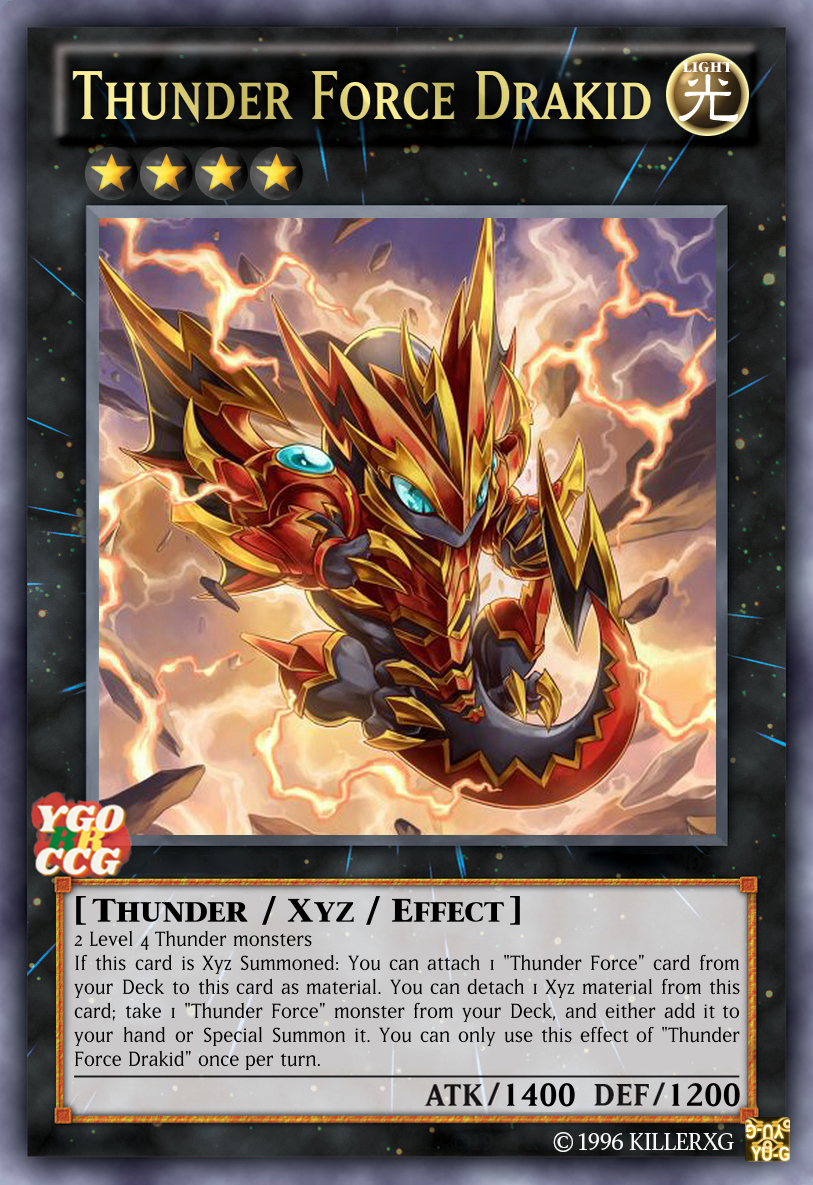 Thunder Force Drakid
LIGHT
光
[ Thunder / Xyz / Effect ]
2 Level 4 Thunder monsters
If this card is Xyz Summoned: You can attach 1 "Thunder Force" card from
your Deck to this card as material. You can detach 1 Xyz material from this
card; take 1 "Thunder Force" monster from your Deck, and either add it to
your hand or Special Summon it. You can only use this effect of "Thunder
Force Drakid" once per turn.
ATK/1400 DEF/1200
YGO
CCG
© 1996 KILLERXG
YU-G